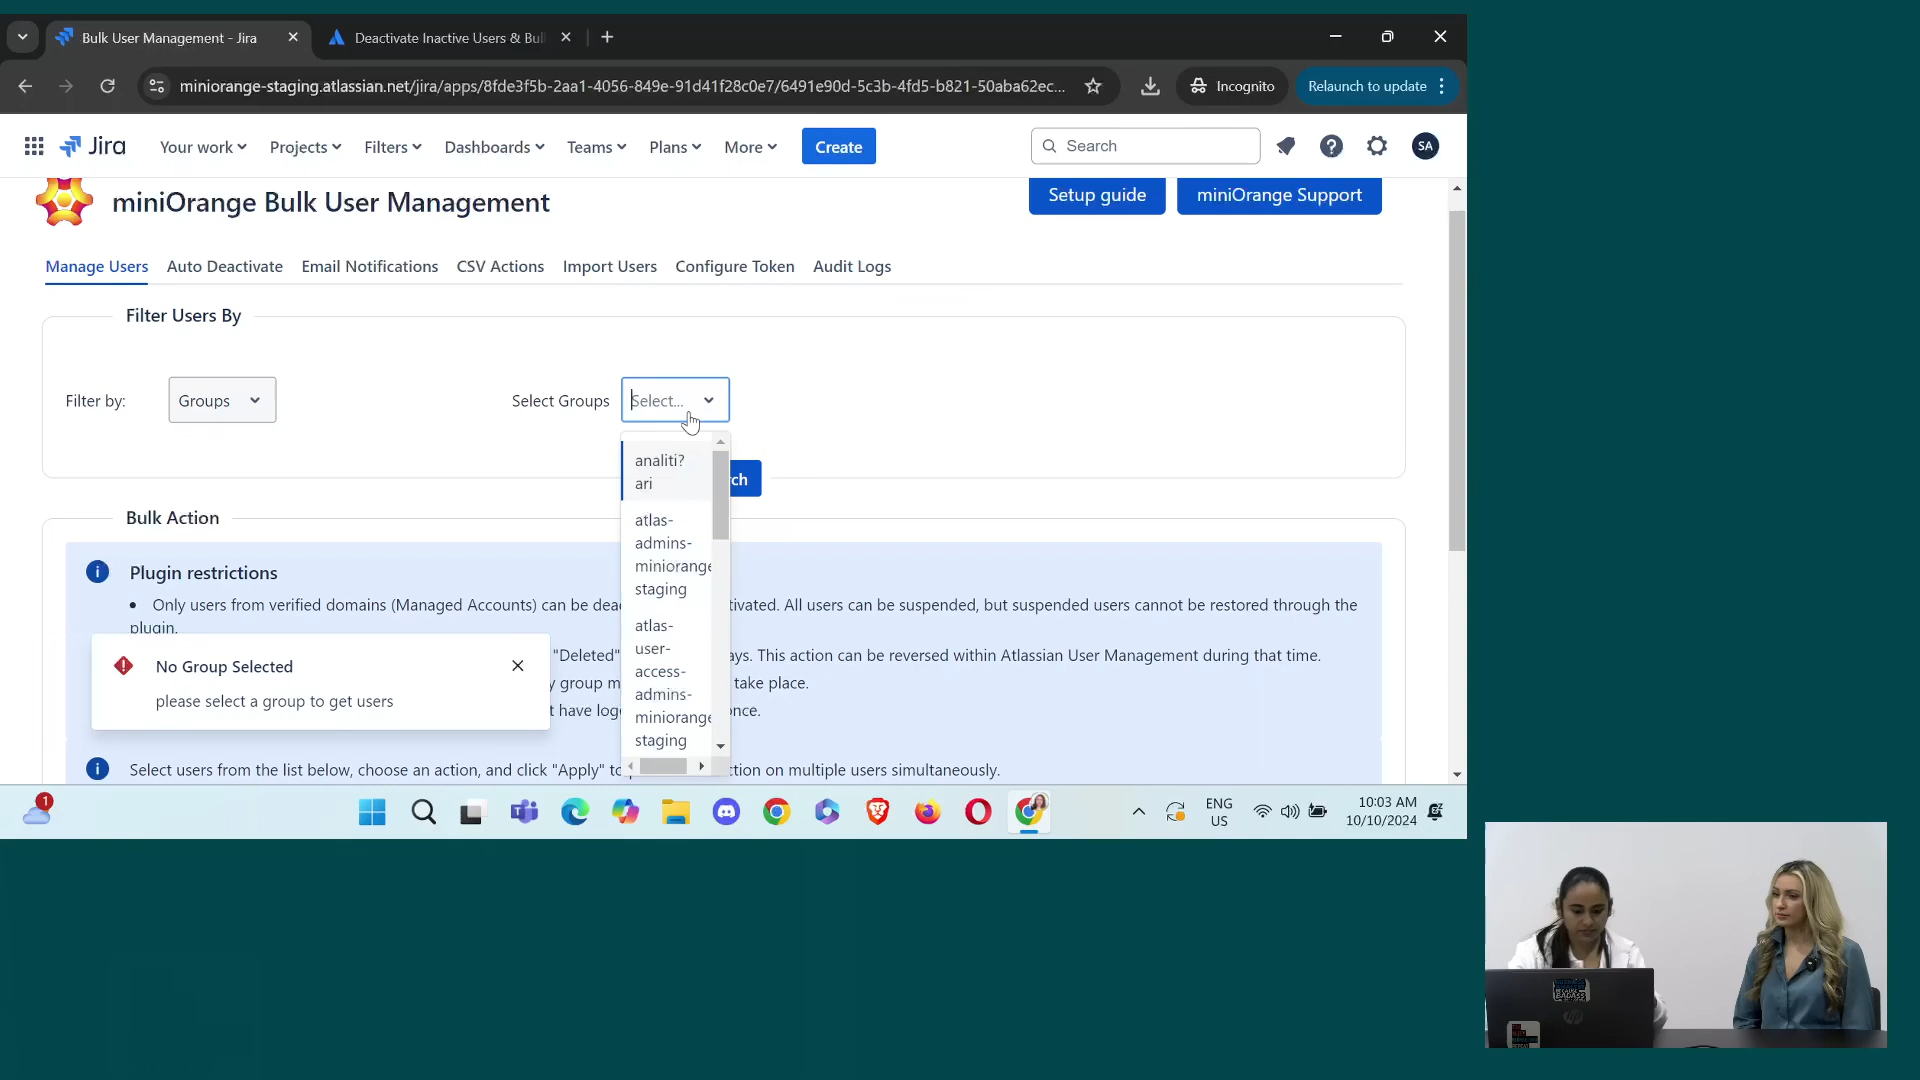 Bulk User Management - Jira
Deactivate Inactive Users & Bul
miniorange-staging.atlassian.net/jira/apps/8fde3f5b-2aa1-4056-849e-91d41f28c0e7/6491e90d-5c3b-4fd5-b821-50aba62ec...
Incognito
Relaunch to update
Jira
Your work
Projects
Filters
Dashboards
Teams
Plans
More
Create
Search
SA
miniOrange Bulk User Management
Setup guide
miniOrange Support
Manage Users
Auto Deactivate
Email Notifications
CSV Actions
Import Users
Configure Token
Audit Logs
Filter Users By
Filter by:
Groups
Select Groups
Select...
analiti?
ari
rch
atlas-
admins-
miniorange
staging
atlas-
user-
access-
admins-
miniorange
staging
Bulk Action
Plugin restrictions
• Only users from verified domains (Managed Accounts) can be dea tivated. All users can be suspended, but suspended users cannot be restored through the
plugin.
"Deleted" ays. This action can be reversed within Atlassian User Management during that time.
y group m take place.
t have log once.
No Group Selected
please select a group to get users
Select users from the list below, choose an action, and click "Apply" to ction on multiple users simultaneously.
1
ENG
US
10:03 AM
10/10/2024